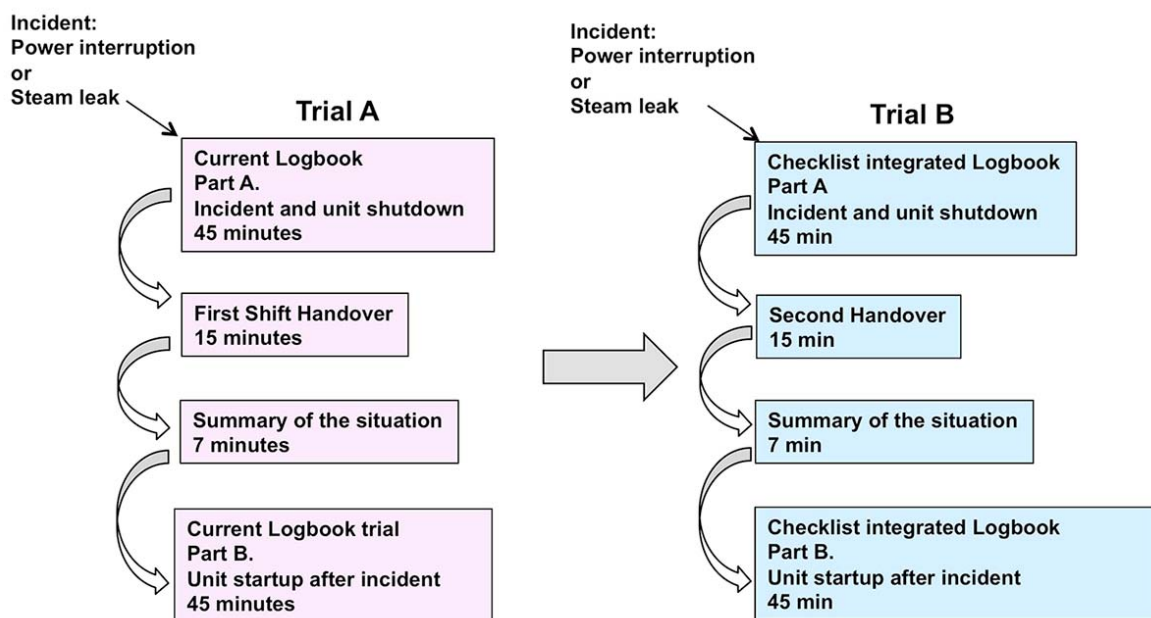 Incident:
Power interruption
or
Steam leak
Trial A
Current Logbook
Part A.
Incident and unit shutdown
45 minutes
First Shift Handover
15 minutes
Summary of the situation
7 minutes
Current Logbook trial
Part B.
Unit startup after incident
45 minutes
Incident:
Power interruption
or
Steam leak
Trial B
Checklist integrated Logbook
Part A
Incident and unit shutdown
45 min
Second Handover
15 min
Summary of the situation
7 min
Checklist integrated Logbook
Part B.
Unit startup after incident
45 min